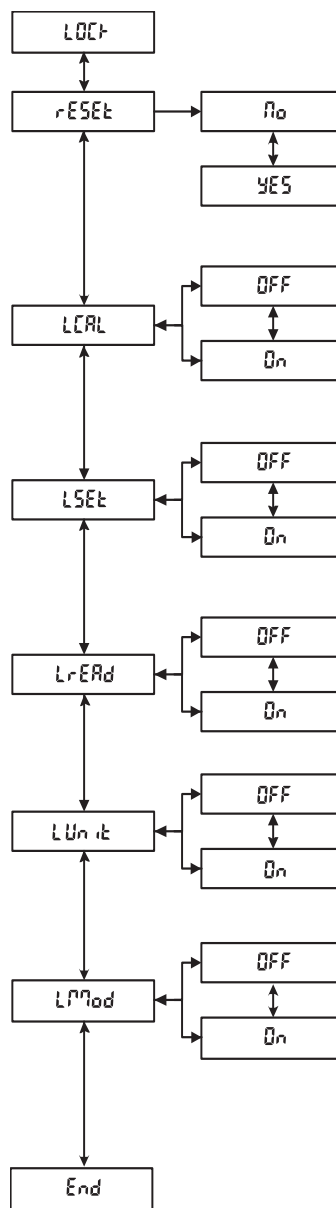 LOCk
rESEt
No
YES
LCAL
OFF
On
LSEt
OFF
On
LrEAd
OFF
On
LUnit
OFF
On
LMod
OFF
On
End